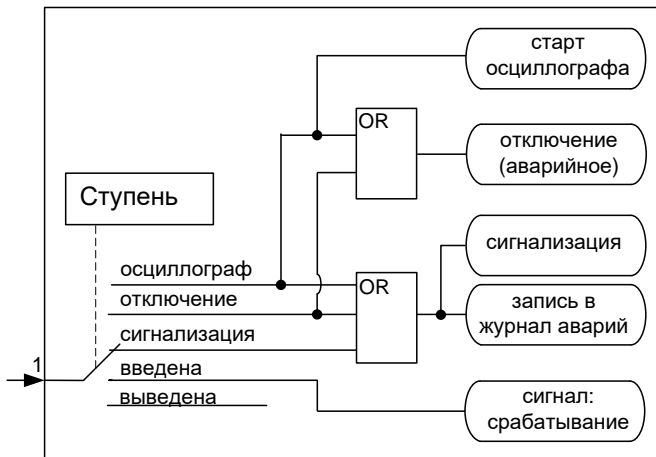 старт
осциллографа
OR
отключение
(аварийное)
Ступень
сигнализация
осциллограф
OR
отключение
запись в
журнал аварий
сигнализация
1
введена
выведена
сигнал:
срабатывание